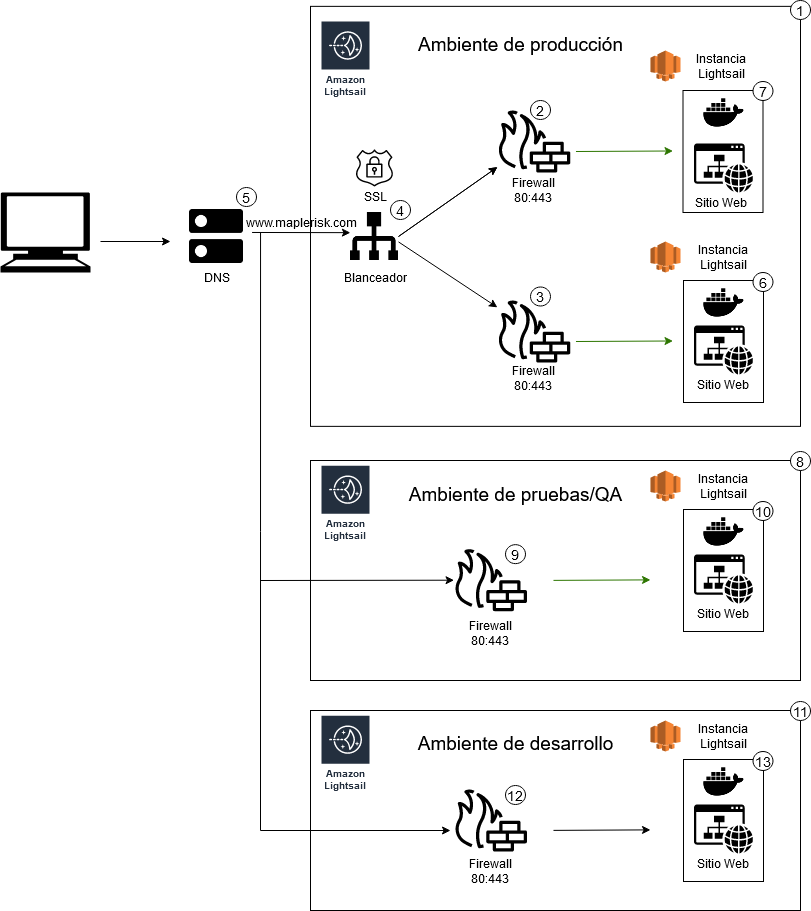 1
Ambiente de producción
Amazon
Lightsail
Instancia
Lightsail
2
7
Firewall
80:443
Sitio Web
SSL
4
5
www.maplerisk.com
DNS
Blanceador
Instancia
Lightsail
3
6
Firewall
80:443
Sitio Web
8
Ambiente de pruebas/QA
Amazon
Lightsail
Instancia
Lightsail
10
9
Firewall
80:443
Sitio Web
11
Ambiente de desarrollo
Amazon
Lightsail
Instancia
Lightsail
13
12
Firewall
80:443
Sitio Web